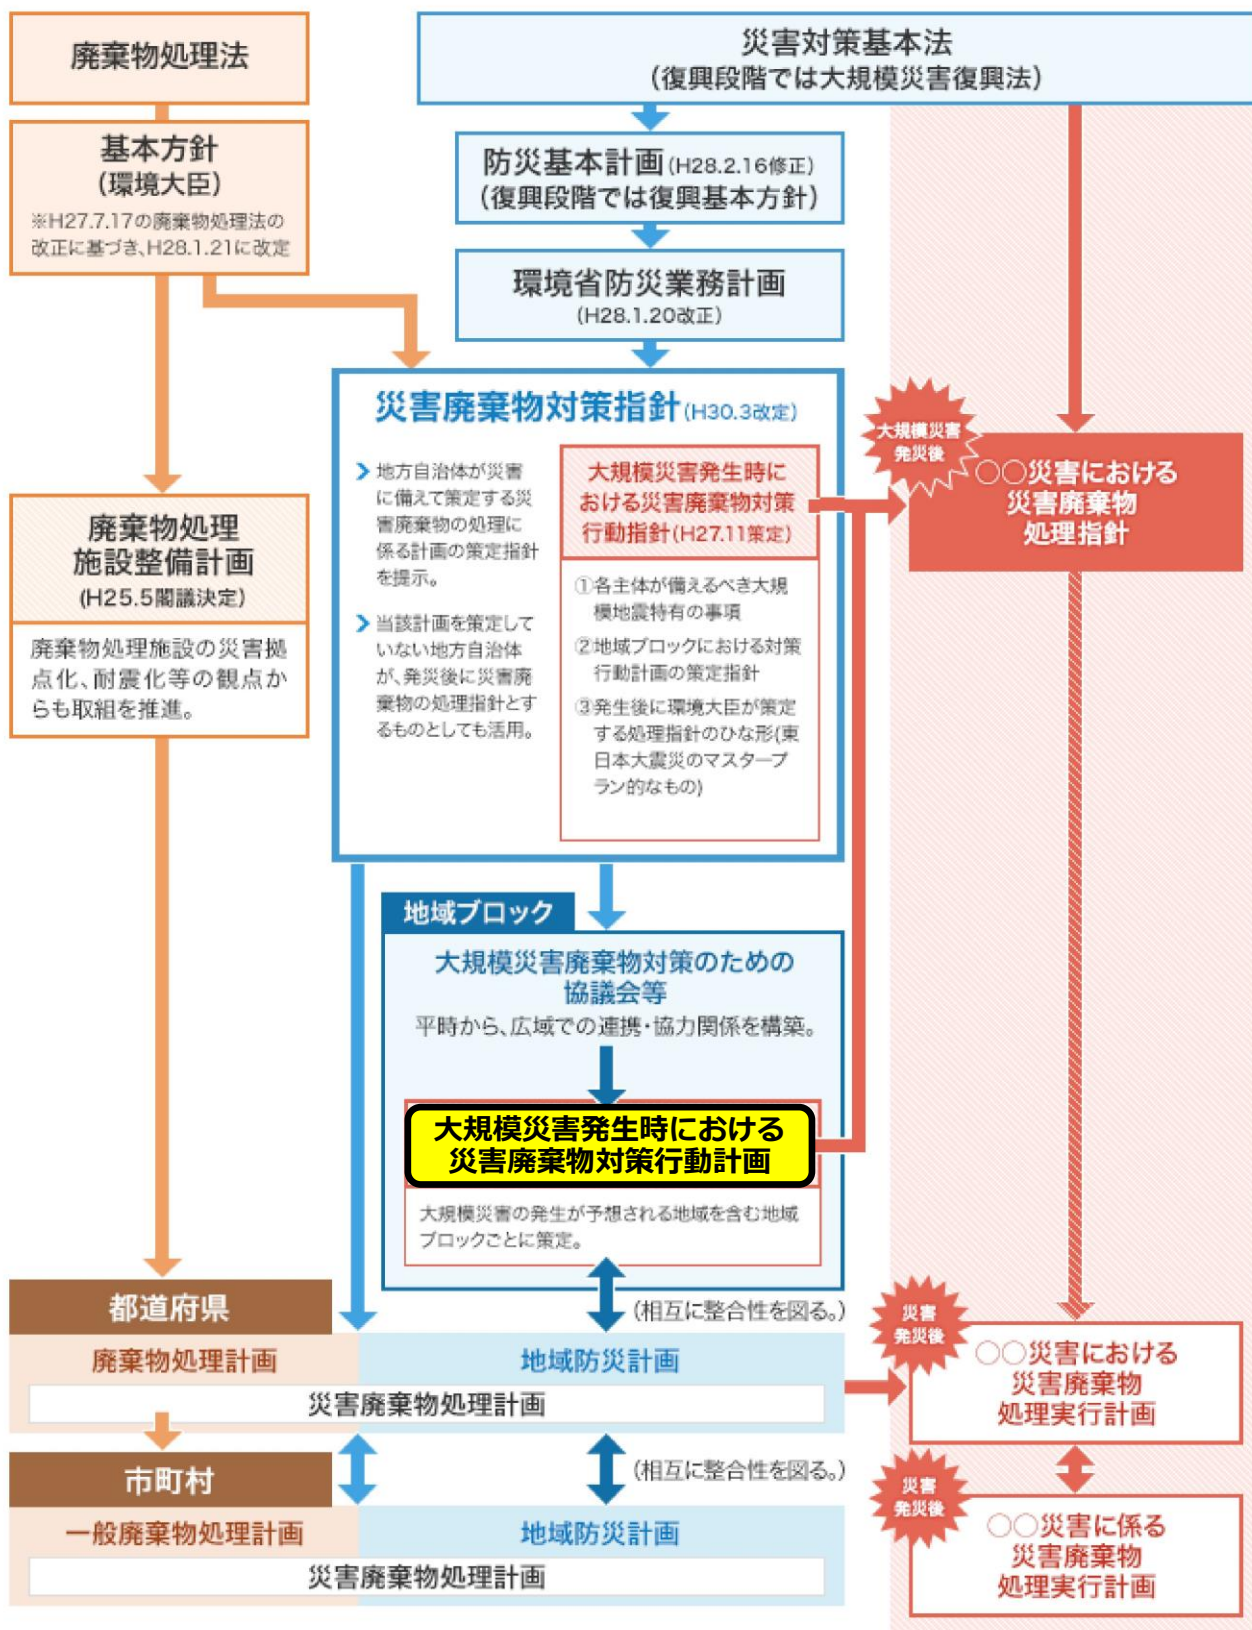 廃棄物処理法
基本方針
(環境大臣)
※H27.7.17の廃棄物処理法の
改正に基づき、H28.1.21に改定
廃棄物処理
施設整備計画
(H25.5閣議決定)
廃棄物処理施設の災害拠
点化、耐震化等の観点か
らも取組を推進。
災害対策基本法
(復興段階では大規模災害復興法)
防災基本計画(H28.2.16修正)
(復興段階では復興基本方針)
環境省防災業務計画
(H28.1.20改正)
災害廃棄物対策指針(H30.3改定)
地方自治体が災害
に備えて策定する災
害廃棄物の処理に
係る計画の策定指針
を提示。
当該計画を策定して
いない地方自治体
が、発災後に災害廃
棄物の処理指針とす
るものとしても活用。
大規模災害発生時に
おける災害廃棄物対策
行動指針(H27.11策定)
①各主体が備えるべき大規
模地震特有の事項
②地域ブロックにおける対策
行動計画の策定指針
③発生後に環境大臣が策定
する処理指針のひな形(東
日本大震災のマスタープ
ラン的なもの)
大規模災害
発災後
○○災害における
災害廃棄物
処理指針
地域ブロック
大規模災害廃棄物対策のための
協議会等
平時から、広域での連携・協力関係を構築。
大規模災害発生時における
災害廃棄物対策行動計画
大規模災害の発生が予想される地域を含む地域
ブロックごとに策定。
(相互に整合性を図る。)
都道府県
廃棄物処理計画
地域防災計画
災害廃棄物処理計画
災害
発災後
○○災害における
災害廃棄物
処理実行計画
(相互に整合性を図る。)
市町村
一般廃棄物処理計画
地域防災計画
災害廃棄物処理計画
災害
発災後
○○災害に係る
災害廃棄物
処理実行計画